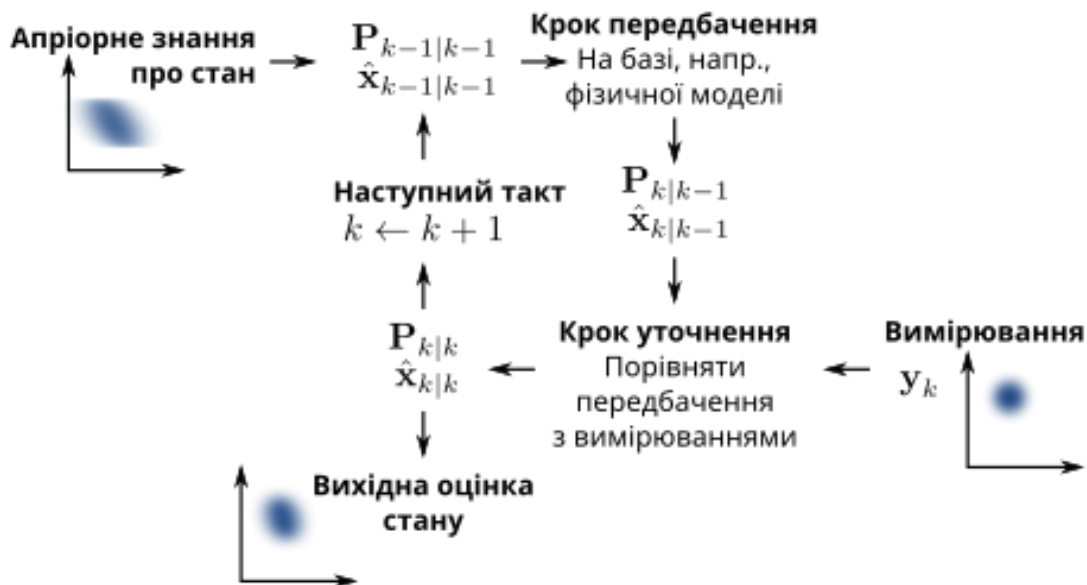 Апріорне знання
про стан
P_{k−1|k−1}
x̂_{k−1|k−1}
Крок передбачення
На базі, напр.,
фізичної моделі
P_{k|k−1}
x̂_{k|k−1}
Наступний такт
k ← k + 1
P_{k|k}
x̂_{k|k}
Крок уточнення
Порівняти
передбачення
з вимірюваннями
Вимірювання
y_k
Вихідна оцінка
стану